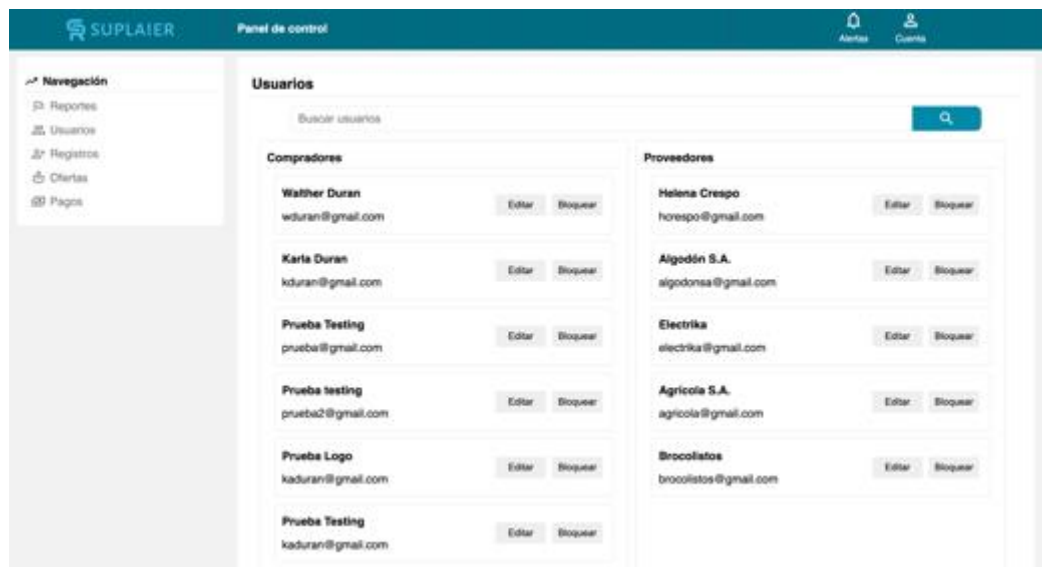 SUPLAIER
Panel de control
Alertas
Cuenta
Navegación
Reportes
Usuarios
Registros
Ofertas
Pagos
Usuarios
Buscar usuarios
Compradores
Walther Duran
wduran@gmail.com
Editar Bloquear
Karla Duran
kduran@gmail.com
Editar Bloquear
Prueba Testing
prueba@gmail.com
Editar Bloquear
Prueba testing
prueba2@gmail.com
Editar Bloquear
Prueba Logo
kaduran@gmail.com
Editar Bloquear
Prueba Testing
kaduran@gmail.com
Editar Bloquear
Proveedores
Helena Crespo
hcrespo@gmail.com
Editar Bloquear
Algodón S.A.
algodonsa@gmail.com
Editar Bloquear
Electrika
electrika@gmail.com
Editar Bloquear
Agricola S.A.
agricola@gmail.com
Editar Bloquear
Brocolistos
brocolistos@gmail.com
Editar Bloquear